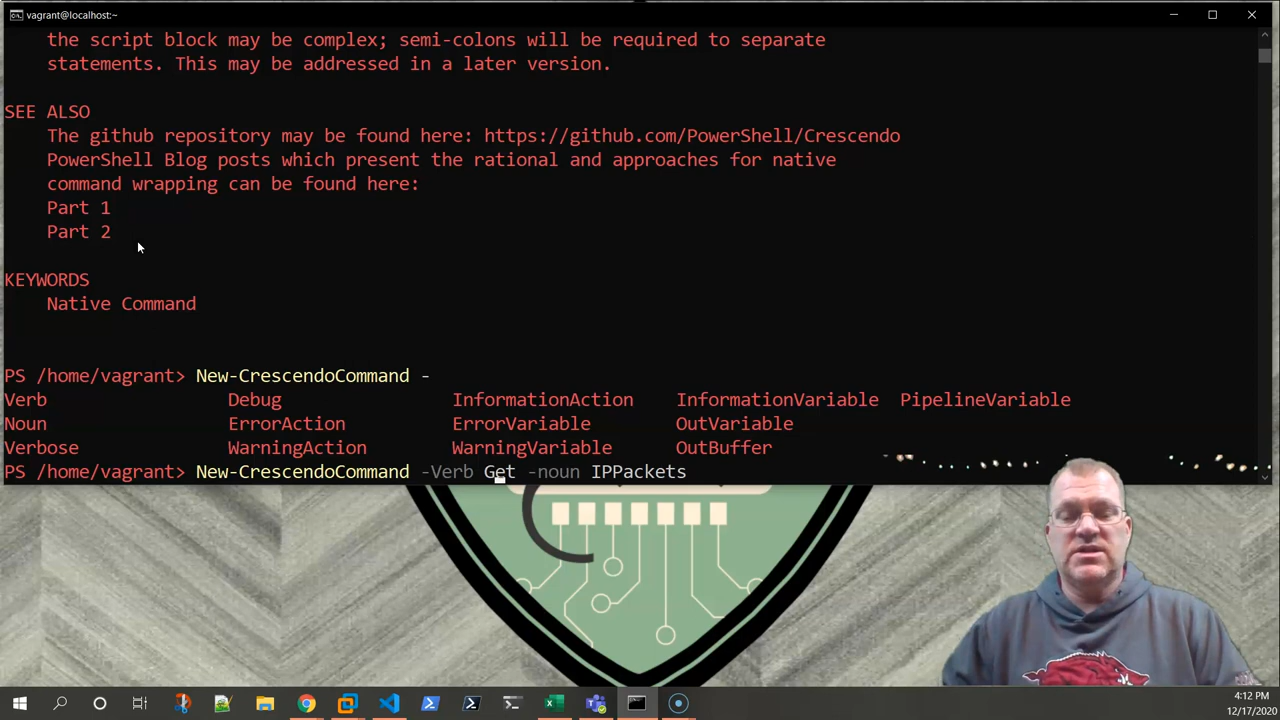 vagrant@localhost:~
the script block may be complex; semi-colons will be required to separate
statements. This may be addressed in a later version.
SEE ALSO
The github repository may be found here: https://github.com/PowerShell/Crescendo
PowerShell Blog posts which present the rational and approaches for native
command wrapping can be found here:
Part 1
Part 2
KEYWORDS
Native Command
PS /home/vagrant> New-CrescendoCommand -
Verb Debug InformationAction InformationVariable PipelineVariable
Noun ErrorAction ErrorVariable OutVariable
Verbose WarningAction WarningVariable OutBuffer
PS /home/vagrant> New-CrescendoCommand -Verb Get -noun IPPackets
4:12 PM
12/17/2020